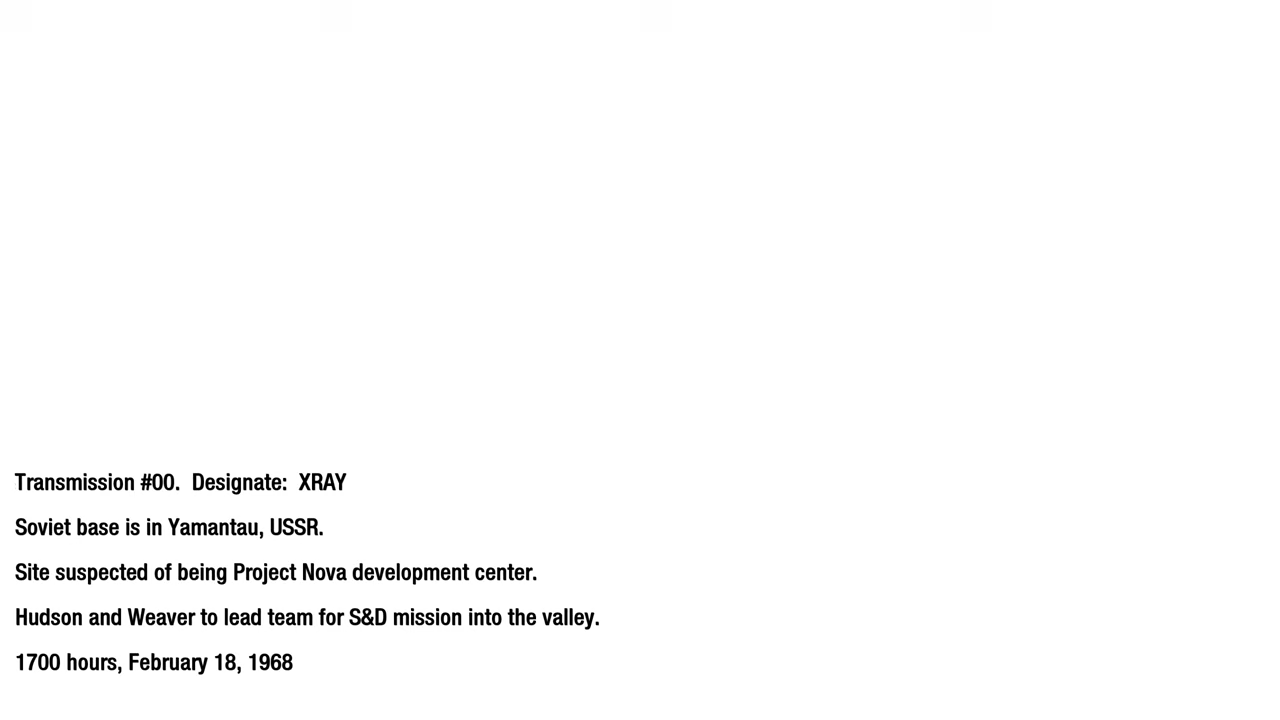 Transmission #00.  Designate:  XRAY
Soviet base is in Yamantau, USSR.
Site suspected of being Project Nova development center.
Hudson and Weaver to lead team for S&D mission into the valley.
1700 hours, February 18, 1968